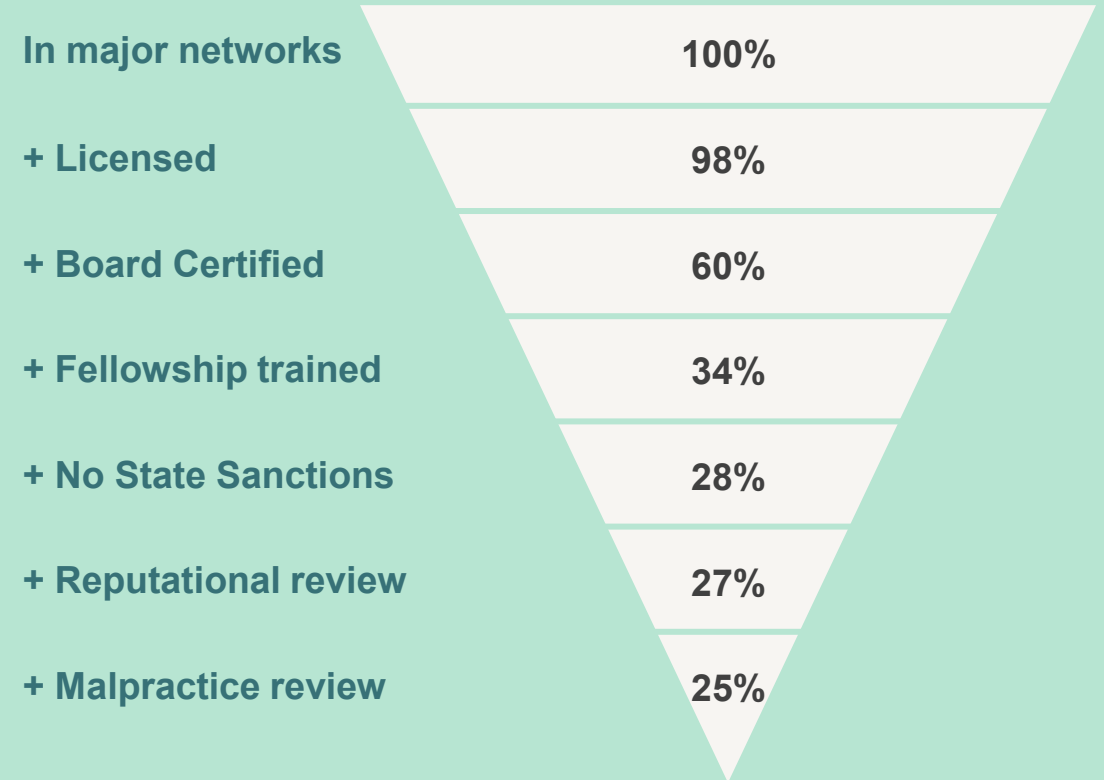 In major networks 100%
+ Licensed 98%
+ Board Certified 60%
+ Fellowship trained 34%
+ No State Sanctions 28%
+ Reputational review 27%
+ Malpractice review 25%